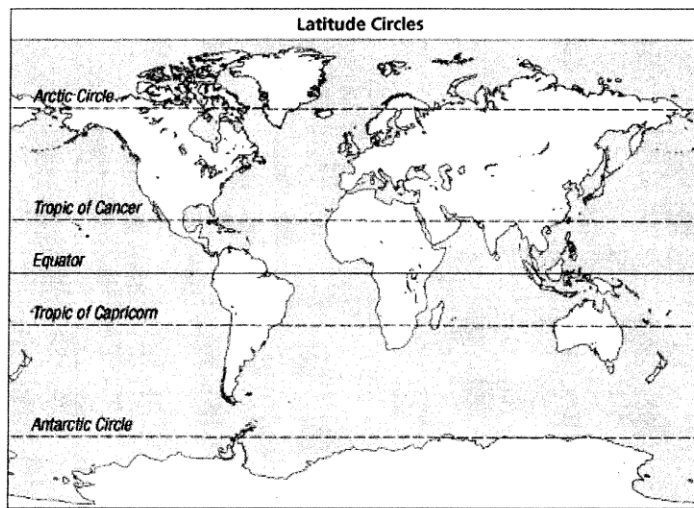 Latitude Circles
Arctic Circle
Tropic of Cancer
Equator
Tropic of Capricorn
Antarctic Circle